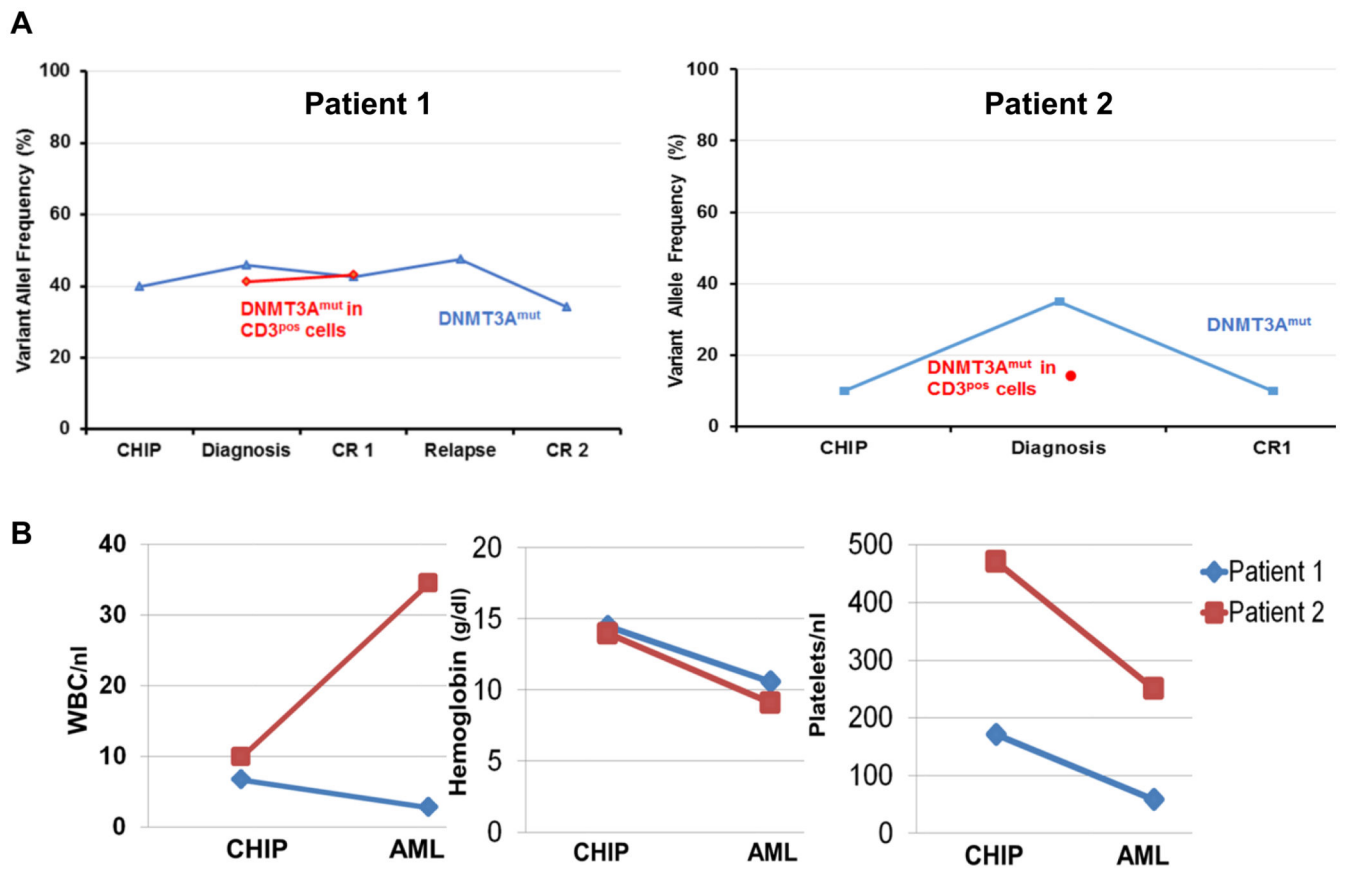 A
Patient 1
Variant Allel Frequency (%)
100
80
60
40
20
0
DNMT3Amut in
CD3pos cells
DNMT3Amut
CHIP Diagnosis CR 1 Relapse CR 2
Patient 2
Variant Allele Frequency (%)
100
80
60
40
20
0
DNMT3Amut
DNMT3Amut in
CD3pos cells
CHIP Diagnosis CR1
B
WBC/nl
40
30
20
10
0
CHIP AML
Hemoglobin (g/dl)
20
15
10
5
0
CHIP AML
Platelets/nl
500
400
300
200
100
0
CHIP AML
Patient 1
Patient 2